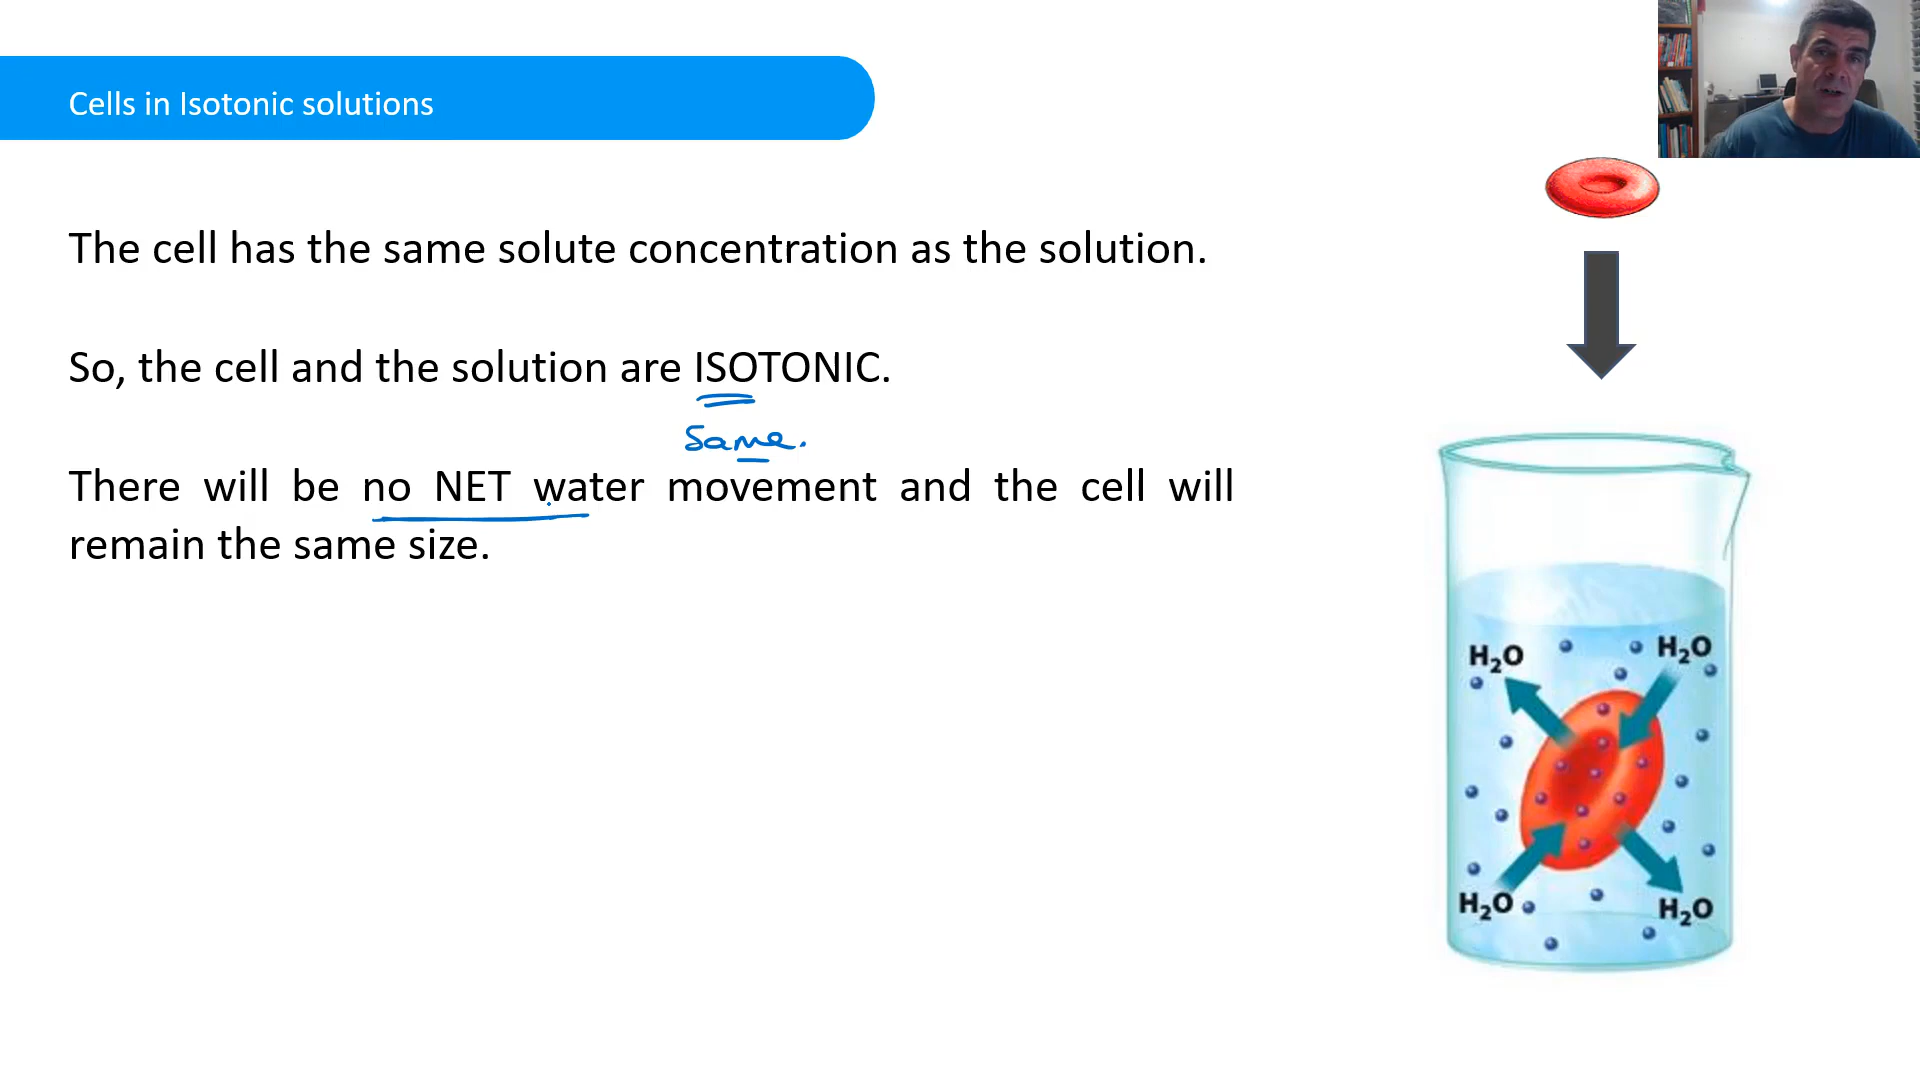 Cells in Isotonic solutions
The cell has the same solute concentration as the solution.
So, the cell and the solution are ISOTONIC.
Same.
There will be no NET water movement and the cell will
remain the same size.
H₂O
H₂O
H₂O
H₂O